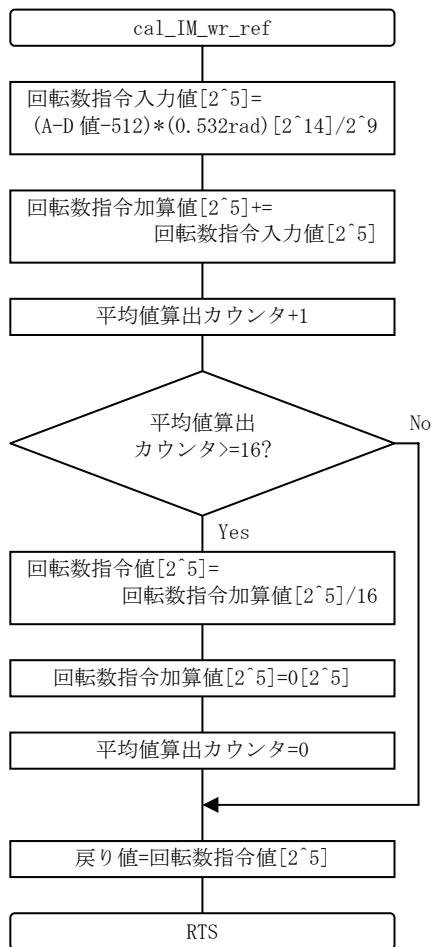 cal_IM_wr_ref
回転数指令入力値[2^5]=
(A-D 値-512)*(0.532rad)[2^14]/2^9
回転数指令加算値[2^5]+=
回転数指令入力値[2^5]
平均値算出カウンタ+1
平均値算出
カウンタ>=16?
No
Yes
回転数指令値[2^5]=
回転数指令加算値[2^5]/16
回転数指令加算値[2^5]=0[2^5]
平均値算出カウンタ=0
戻り値=回転数指令値[2^5]
RTS